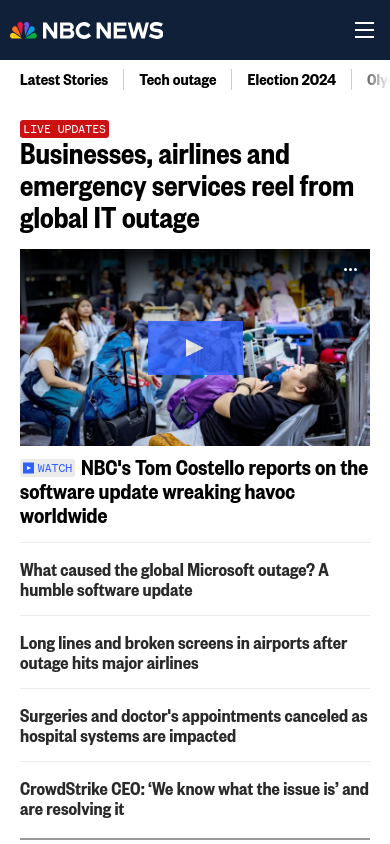 NBC NEWS
Latest Stories
Tech outage
Election 2024
Oly
LIVE UPDATES
Businesses, airlines and
emergency services reel from
global IT outage
WATCH NBC's Tom Costello reports on the
software update wreaking havoc
worldwide
What caused the global Microsoft outage? A
humble software update
Long lines and broken screens in airports after
outage hits major airlines
Surgeries and doctor's appointments canceled as
hospital systems are impacted
CrowdStrike CEO: ‘We know what the issue is’ and
are resolving it